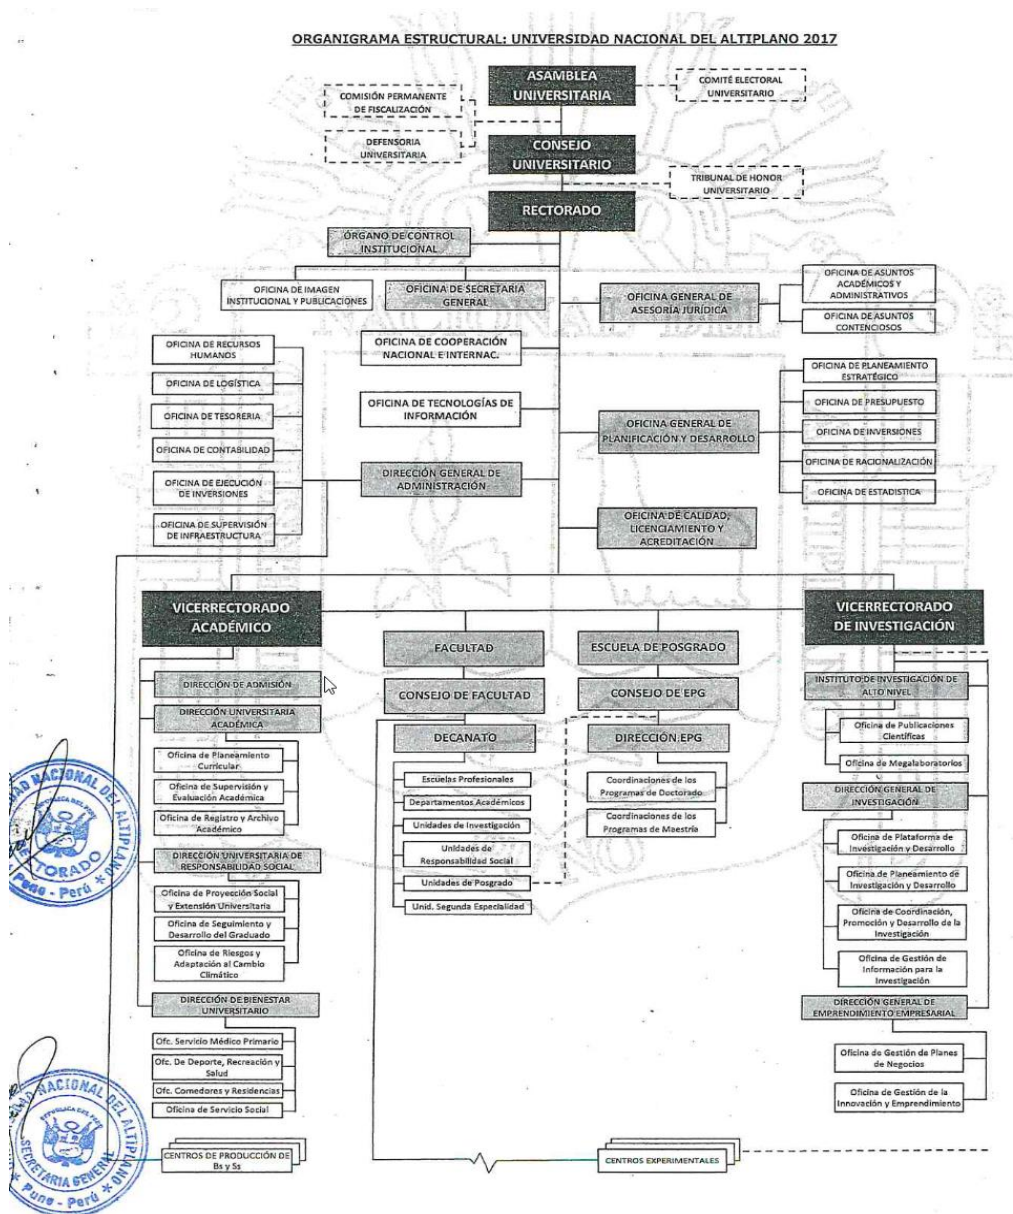 ORGANIGRAMA ESTRUCTURAL: UNIVERSIDAD NACIONAL DEL ALTIPLANO 2017
ASAMBLEA
UNIVERSITARIA
COMITÉ ELECTORAL
UNIVERSITARIO
COMISIÓN PERMANENTE
DE FISCALIZACIÓN
DEFENSORIA
UNIVERSITARIA
CONSEJO
UNIVERSITARIO
TRIBUNAL DE HONOR
UNIVERSITARIO
RECTORADO
ÓRGANO DE CONTROL
INSTITUCIONAL
OFICINA DE IMAGEN
INSTITUCIONAL Y PUBLICACIONES
OFICINA DE SECRETARIA
GENERAL
OFICINA GENERAL DE
ASESORÍA JURÍDICA
OFICINA DE ASUNTOS
ACADÉMICOS Y
ADMINISTRATIVOS
OFICINA DE ASUNTOS
CONTENCIOSOS
OFICINA DE COOPERACIÓN
NACIONAL E INTERNAC.
OFICINA DE TECNOLOGÍAS DE
INFORMACIÓN
OFICINA DE RECURSOS
HUMANOS
OFICINA DE LOGÍSTICA
OFICINA DE TESORERIA
OFICINA DE CONTABILIDAD
OFICINA DE EJECUCIÓN
DE INVERSIONES
OFICINA DE SUPERVISIÓN
DE INFRAESTRUCTURA
DIRECCIÓN GENERAL DE
ADMINISTRACIÓN
OFICINA GENERAL DE
PLANIFICACIÓN Y DESARROLLO
OFICINA DE PLANEAMIENTO
ESTRATÉGICO
OFICINA DE PRESUPUESTO
OFICINA DE INVERSIONES
OFICINA DE RACIONALIZACIÓN
OFICINA DE ESTADISTICA
OFICINA DE CALIDAD,
LICENCIAMIENTO Y
ACREDITACIÓN
VICERRECTORADO
ACADÉMICO
DIRECCIÓN DE ADMISIÓN
DIRECCIÓN UNIVERSITARIA
ACADÉMICA
Oficina de Planeamiento
Curricular
Oficina de Supervisión y
Evaluación Académica
Oficina de Registro y Archivo
Académico
DIRECCIÓN UNIVERSITARIA DE
RESPONSABILIDAD SOCIAL
Oficina de Proyección Social
y Extensión Universitaria
Oficina de Seguimiento y
Desarrollo del Graduado
Oficina de Riesgos y
Adaptación al Cambio
Climático
DIRECCIÓN DE BIENESTAR
UNIVERSITARIO
Ofc. Servicio Médico Primario
Ofc. De Deporte, Recreación y
Salud
Ofc. Comedores y Residencias
Oficina de Servicio Social
CENTROS DE PRODUCCIÓN DE
Bs y Ss
FACULTAD
CONSEJO DE FACULTAD
DECANATO
Escuelas Profesionales
Departamentos Académicos
Unidades de Investigación
Unidades de
Responsabilidad Social
Unidades de Posgrado
Unid. Segunda Especialidad
ESCUELA DE POSGRADO
CONSEJO DE EPG
DIRECCIÓN EPG
Coordinaciones de los
Programas de Doctorado
Coordinaciones de los
Programas de Maestría
CENTROS EXPERIMENTALES
VICERRECTORADO
DE INVESTIGACIÓN
INSTITUTO DE INVESTIGACIÓN DE
ALTO NIVEL
Oficina de Publicaciones
Científicas
Oficina de Megalaboratorios
DIRECCIÓN GENERAL DE
INVESTIGACIÓN
Oficina de Plataforma de
Investigación y Desarrollo
Oficina de Planeamiento de
Investigación y Desarrollo
Oficina de Coordinación,
Promoción y Desarrollo de la
Investigación
Oficina de Gestión de
Información para la
Investigación
DIRECCIÓN GENERAL DE
EMPRENDIMIENTO EMPRESARIAL
Oficina de Gestión de Planes
de Negocios
Oficina de Gestión de la
Innovación y Emprendimiento
NACIONAL DEL ALTIPLANO
Puno - Perú
NACIONAL DEL ALTIPLANO
SECRETARIA GENERAL
Puno - Perú